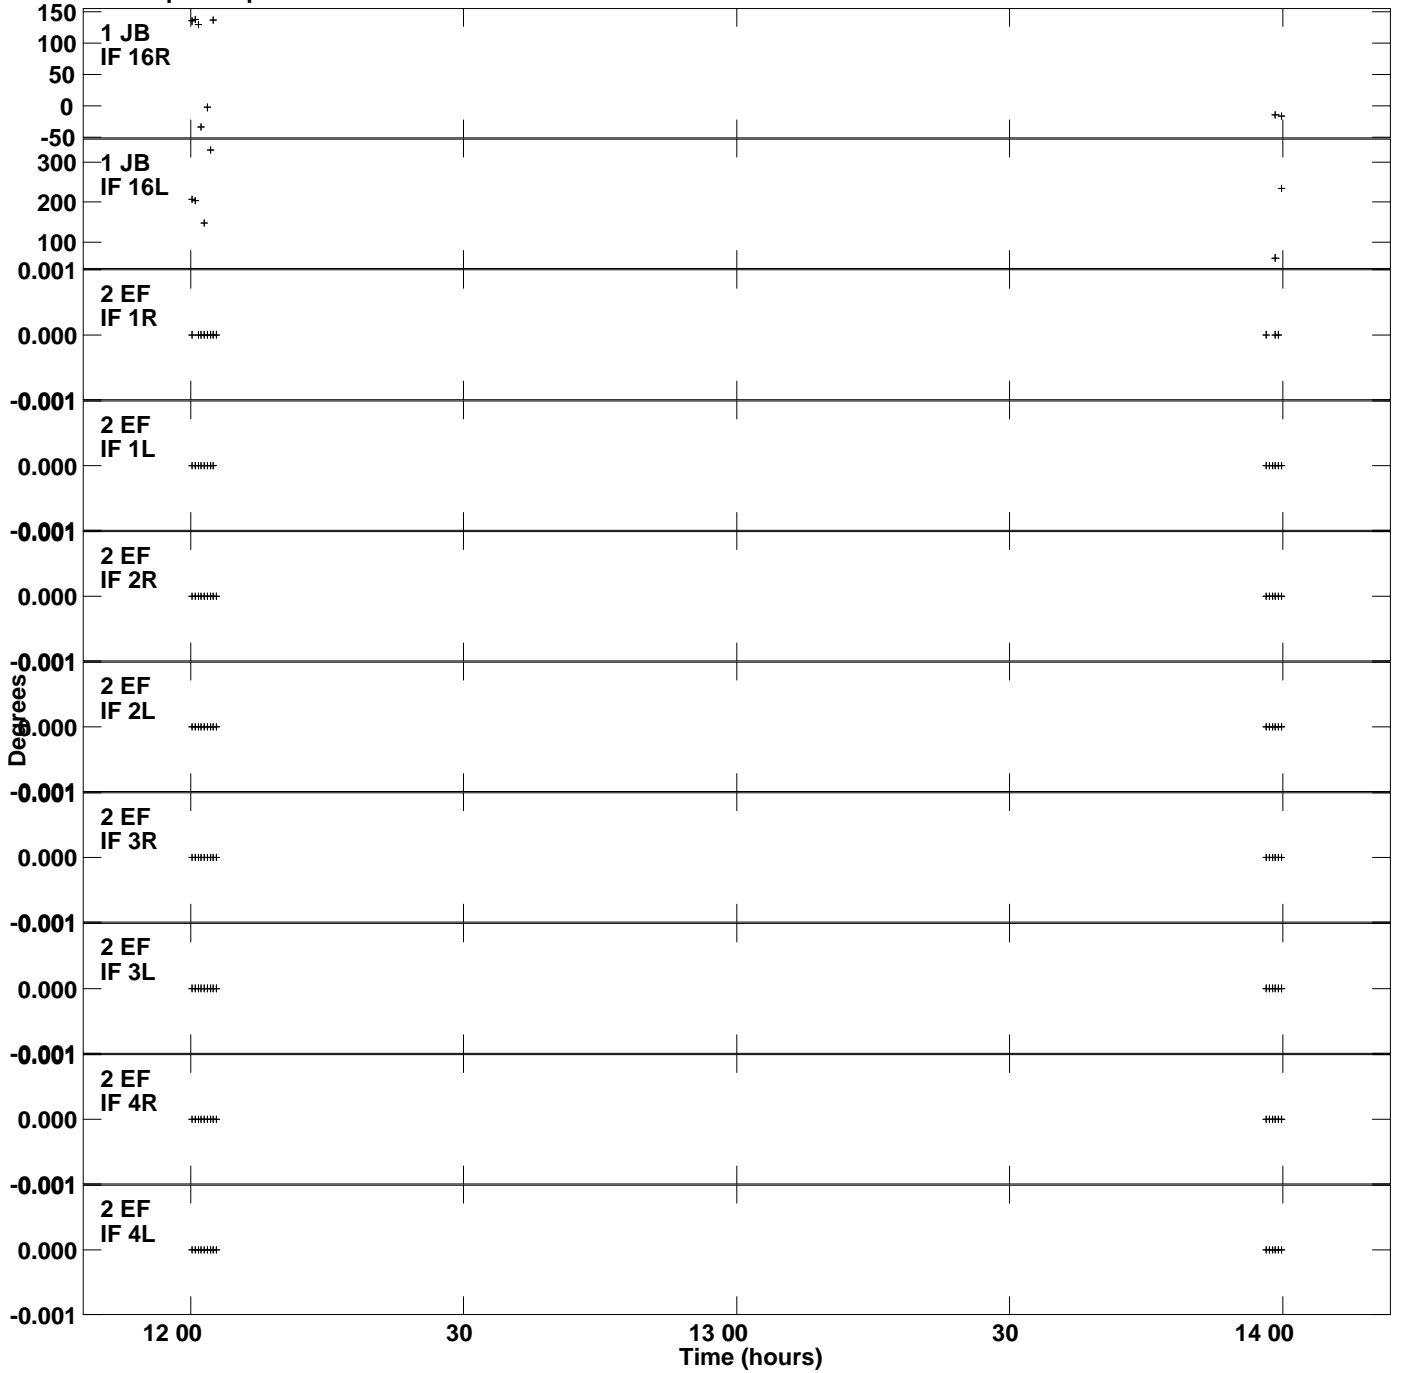 150
1 JB
100
IF 16R
50
0
-50
1 JB
300
IF 16L
200
100
0.001
2 EF
IF 1R
0.000
-0.001
2 EF
IF 1L
0.000
-0.001
2 EF
IF 2R
0.000
-0.001
2 EF
IF 2L
0.000
Degrees
-0.001
2 EF
IF 3R
0.000
-0.001
2 EF
IF 3L
0.000
-0.001
2 EF
IF 4R
0.000
-0.001
2 EF
IF 4L
0.000
-0.001
12 00 30 13 00 30 14 00
Time (hours)